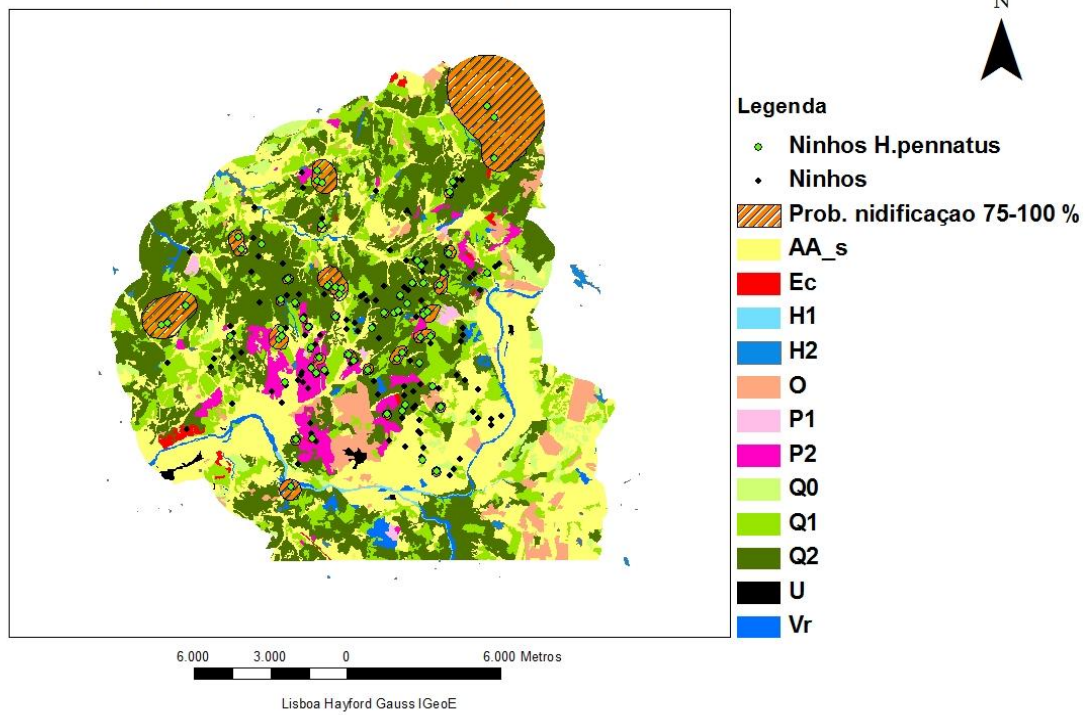 N
Legenda
Ninhos H.pennatus
Ninhos
Prob. nidificaçao 75-100 %
AA_s
Ec
H1
H2
O
P1
P2
Q0
Q1
Q2
U
Vr
6.000 3.000 0 6.000 Metros
Lisboa Hayford Gauss IGeoE